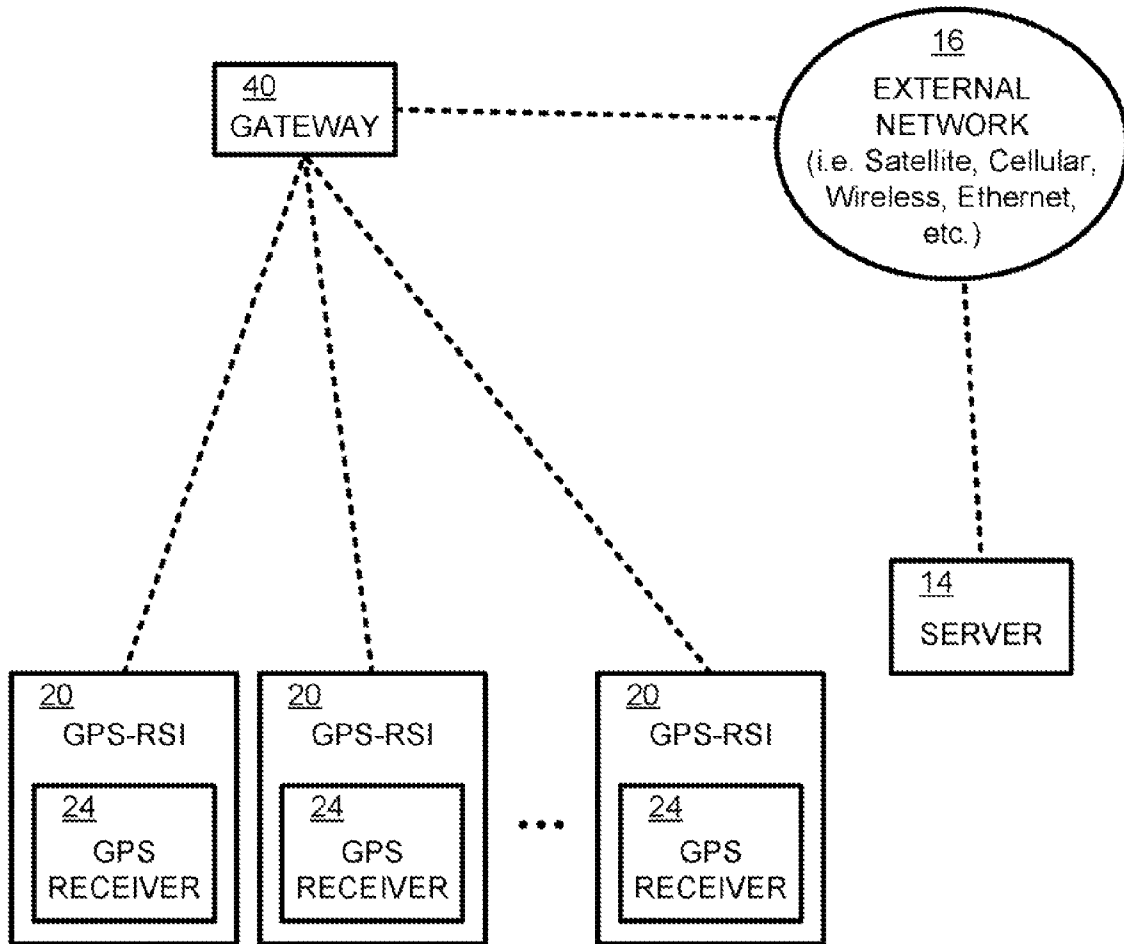 40
GATEWAY
16
EXTERNAL
NETWORK
(i.e. Satellite, Cellular,
Wireless, Ethernet,
etc.)
14
SERVER
20
GPS-RSI
24
GPS
RECEIVER
20
GPS-RSI
24
GPS
RECEIVER
...
20
GPS-RSI
24
GPS
RECEIVER